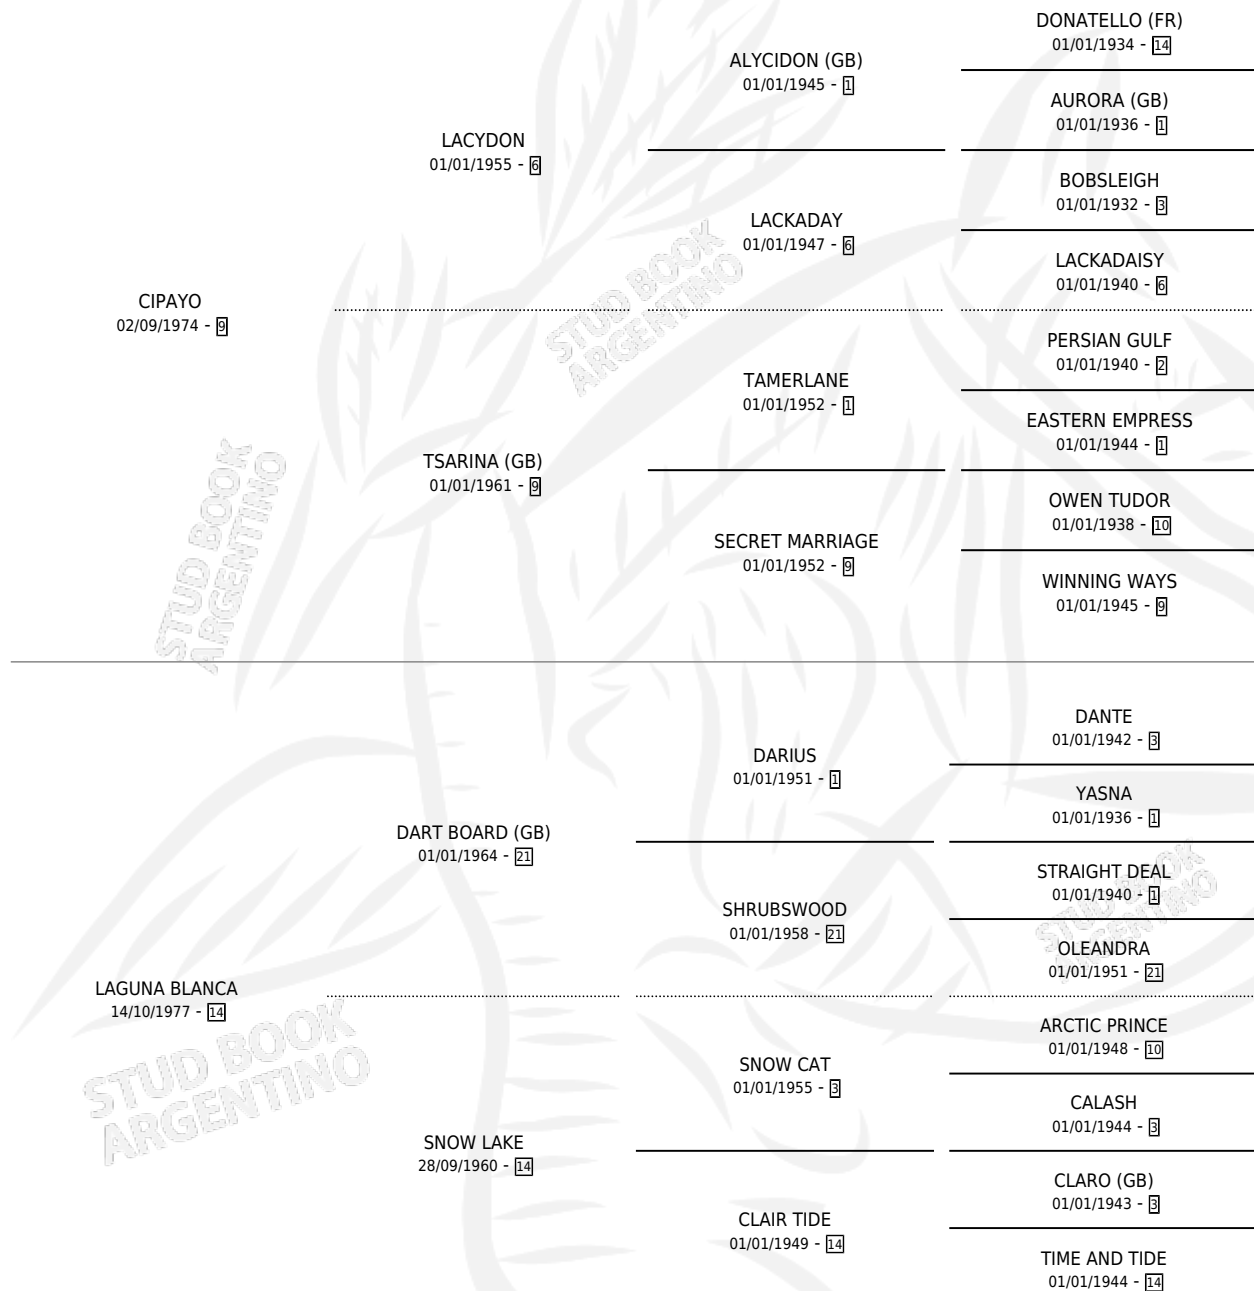 DONATELLO (FR)
01/01/1934 - 14
ALYCIDON (GB)
01/01/1945 - 1
AURORA (GB)
01/01/1936 - 1
LACYDON
01/01/1955 - 6
BOBSLEIGH
01/01/1932 - 3
LACKADAY
01/01/1947 - 6
LACKADAISY
01/01/1940 - 6
CIPAYO
02/09/1974 - 9
PERSIAN GULF
01/01/1940 - 2
TAMERLANE
01/01/1952 - 1
EASTERN EMPRESS
01/01/1944 - 1
TSARINA (GB)
01/01/1961 - 9
OWEN TUDOR
01/01/1938 - 10
SECRET MARRIAGE
01/01/1952 - 9
WINNING WAYS
01/01/1945 - 9
STUD BOOK
ARGENTINO
STUD BOOK
ARGENTINO
DANTE
01/01/1942 - 3
DARIUS
01/01/1951 - 1
YASNA
01/01/1936 - 1
DART BOARD (GB)
01/01/1964 - 21
STRAIGHT DEAL
01/01/1940 - 1
SHRUBSWOOD
01/01/1958 - 21
OLEANDRA
01/01/1951 - 21
LAGUNA BLANCA
14/10/1977 - 14
ARCTIC PRINCE
01/01/1948 - 10
SNOW CAT
01/01/1955 - 3
CALASH
01/01/1944 - 3
SNOW LAKE
28/09/1960 - 14
CLARO (GB)
01/01/1943 - 3
CLAIR TIDE
01/01/1949 - 14
TIME AND TIDE
01/01/1944 - 14
STUD BOOK
ARGENTINO
STUD BOOK
ARGENTINO